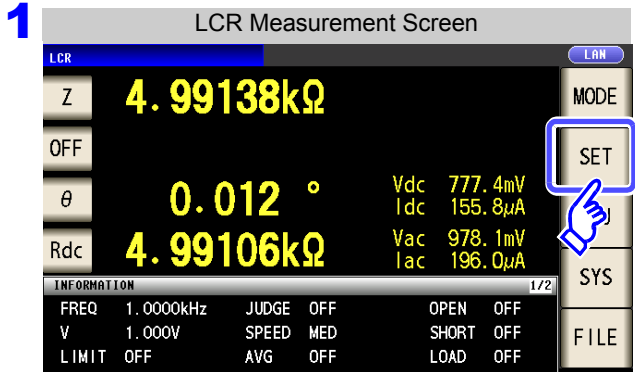 1
LCR Measurement Screen
LCR
LAN
Z 4.99138kΩ
MODE
OFF
SET
θ 0.012 °
Vdc 777.4mV
Idc 155.8μA
Rdc 4.99106kΩ
Vac 978.1mV
Iac 196.0μA
SYS
INFORMATION 1/2
FREQ 1.0000kHz JUDGE OFF OPEN OFF
V 1.000V SPEED MED SHORT OFF
LIMIT OFF AVG OFF LOAD OFF
FILE